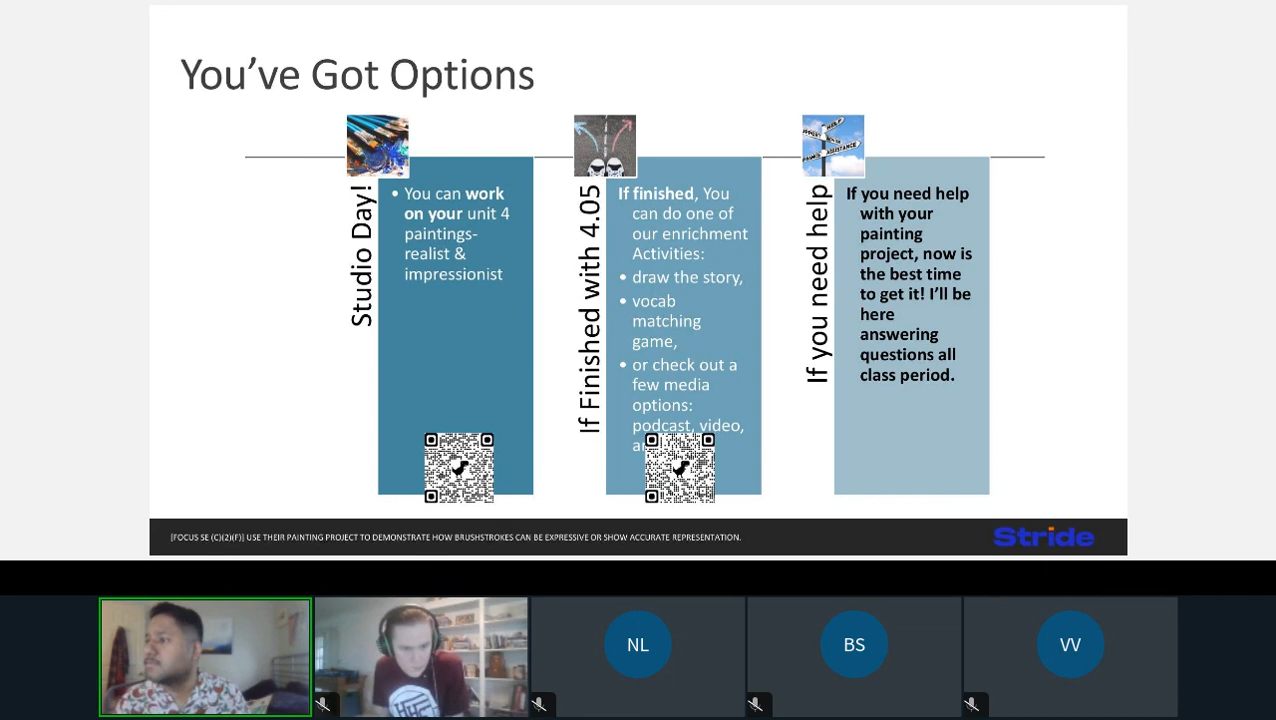 You've Got Options
Studio Day!
• You can work
on your unit 4
paintings-
realist &
impressionist
If Finished with 4.05
If finished, You
can do one of
our enrichment
Activities:
• draw the story,
• vocab
matching
game,
• or check out a
few media
options:
podcast, video,
If you need help
If you need help
with your
painting
project, now is
the best time
to get it! I'll be
here
answering
questions all
class period.
[FOCUS SE (C)(2)(F)] USE THEIR PAINTING PROJECT TO DEMONSTRATE HOW BRUSHSTROKES CAN BE EXPRESSIVE OR SHOW ACCURATE REPRESENTATION.
Stride
NL
BS
VV